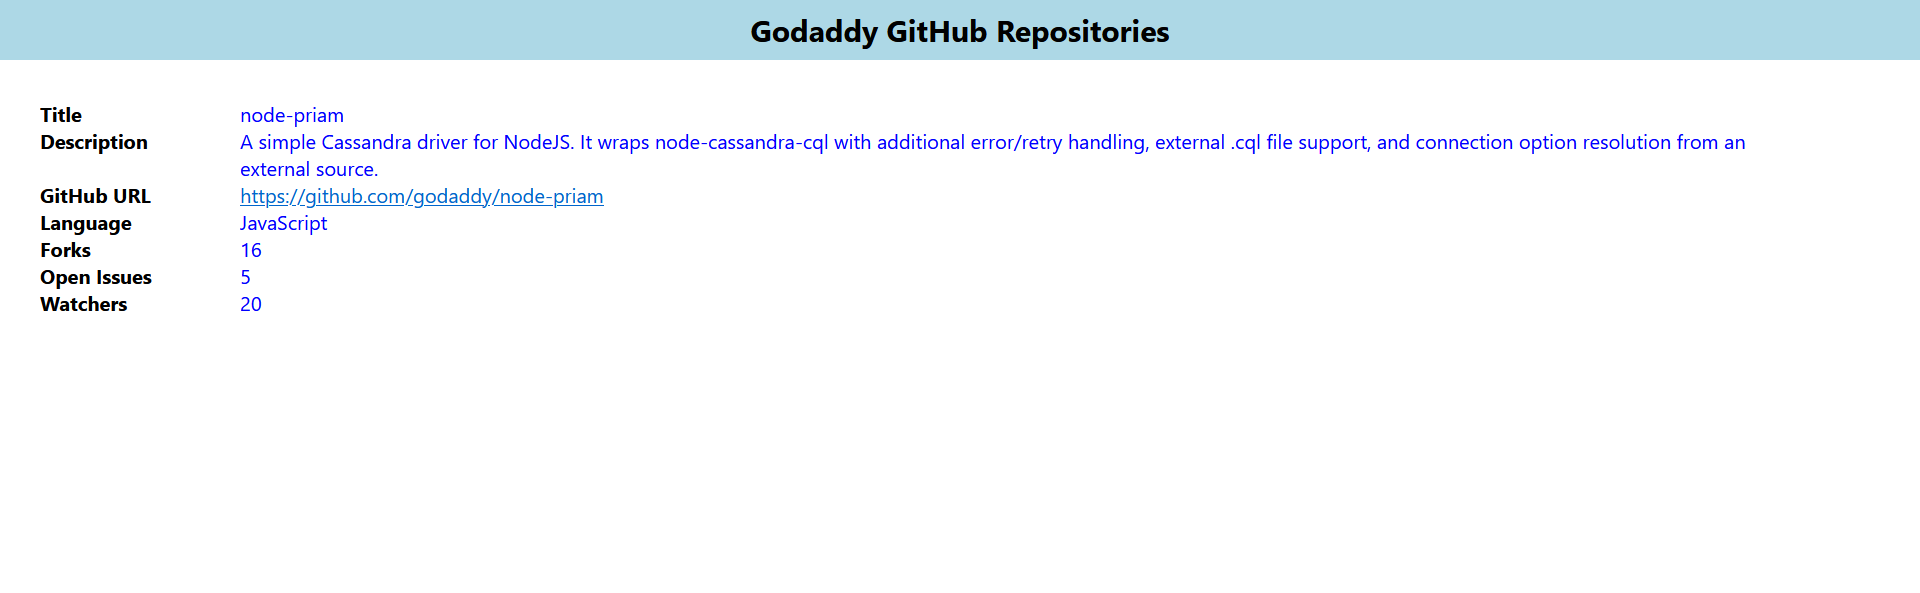 Godaddy GitHub Repositories
Title node-priam
Description A simple Cassandra driver for NodeJS. It wraps node-cassandra-cql with additional error/retry handling, external .cql file support, and connection option resolution from an
external source.
GitHub URL https://github.com/godaddy/node-priam
Language JavaScript
Forks 16
Open Issues 5
Watchers 20